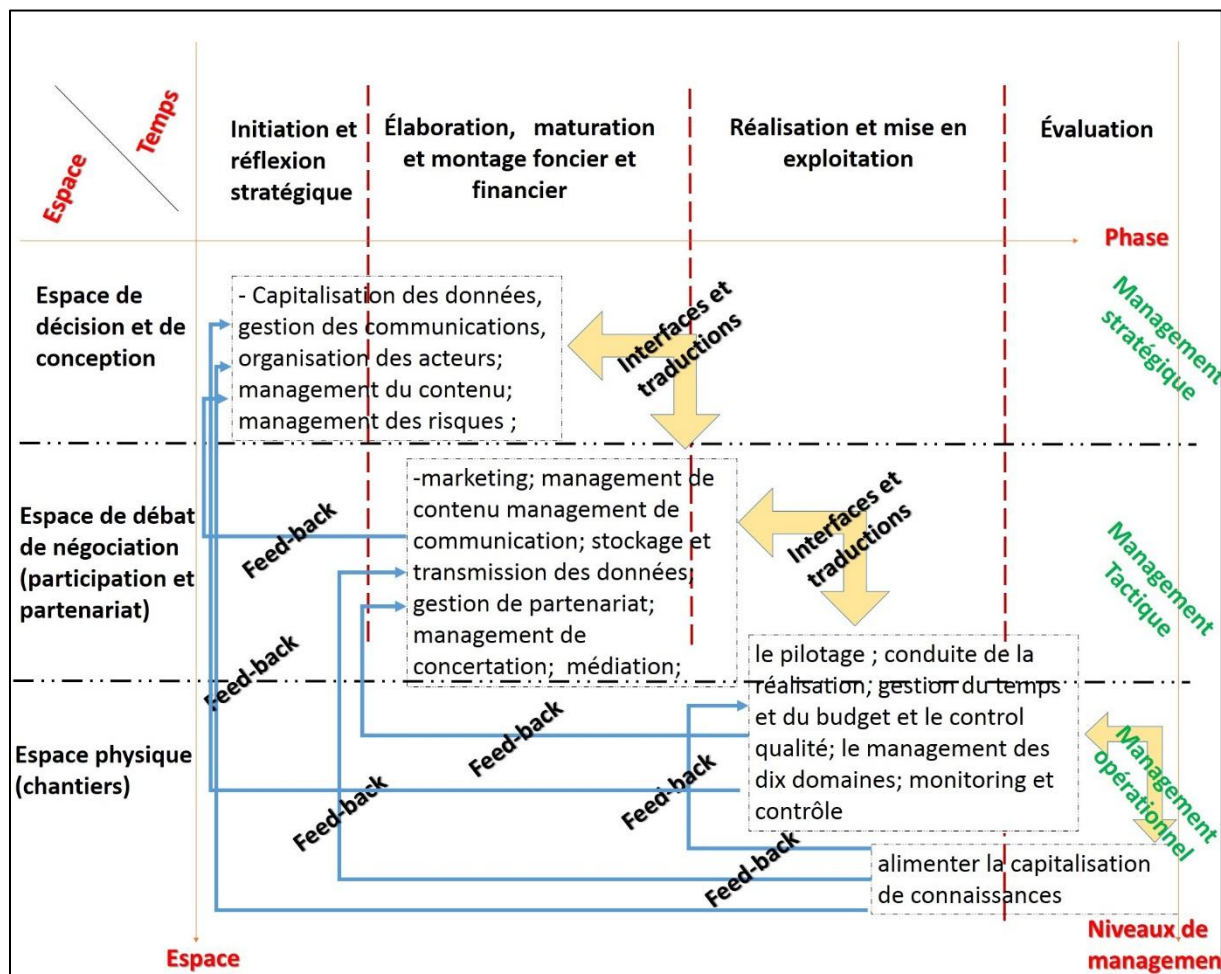 Espace
Temps
Initiation et
réflexion
stratégique
Élaboration, maturation
et montage foncier et
financier
Réalisation et mise en
exploitation
Évaluation
Phase
Espace de
décision et de
conception
- Capitalisation des données,
gestion des communications,
organisation des acteurs;
management du contenu;
management des risques ;
Interfaces et
traductions
Management
stratégique
Espace de débat
de négociation
(participation et
partenariat)
Feed-back
-marketing; management de
contenu management de
communication; stockage et
transmission des données;
gestion de partenariat;
management de
concertation; médiation;
Interfaces et
traductions
Management
Tactique
Feed-back
Espace physique
(chantiers)
Feed-back
Feed-back
Feed-back
Feed-back
le pilotage ; conduite de la
réalisation; gestion du temps
et du budget et le control
qualité; le management des
dix domaines; monitoring et
contrôle
Management
opérationnel
alimenter la capitalisation
de connaissances
Espace
Niveaux de
managemen